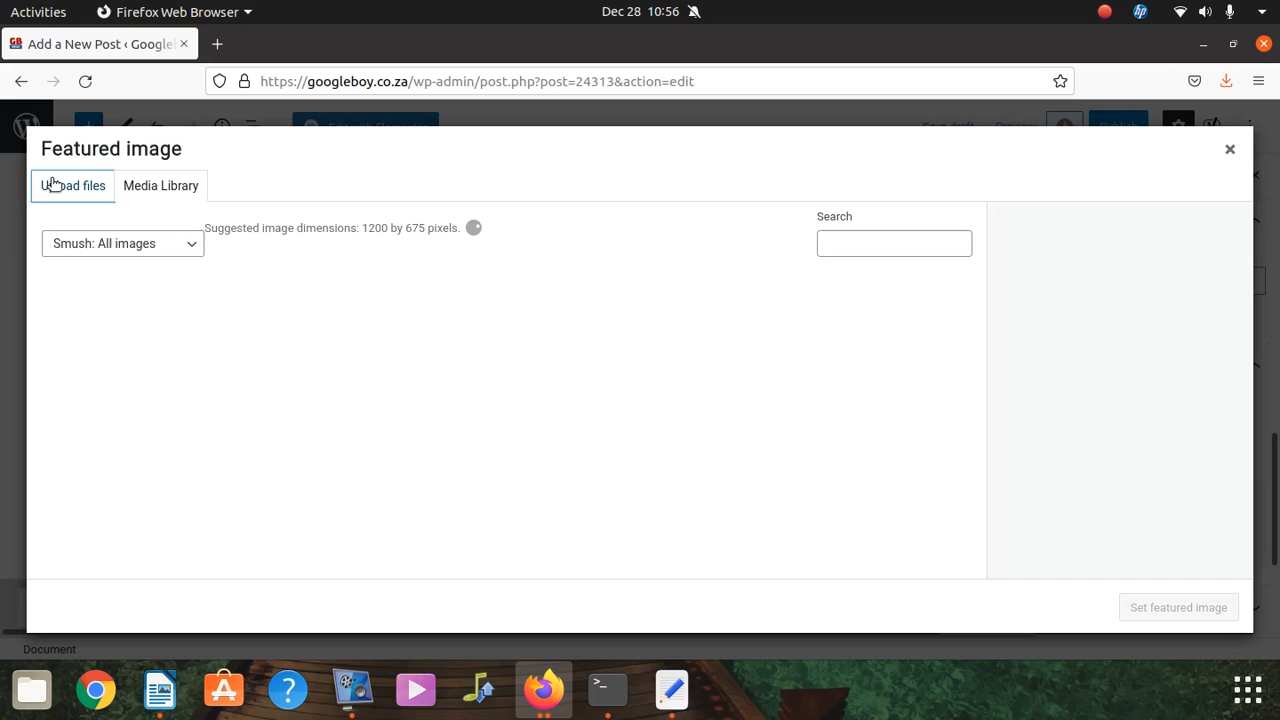 Activities
Firefox Web Browser
Dec 28 10:56
Add a New Post ‹ Googleb
https://googleboy.co.za/wp-admin/post.php?post=24313&action=edit
Featured image
Upload files
Media Library
Suggested image dimensions: 1200 by 675 pixels.
Search
Smush: All images
Set featured image
Document